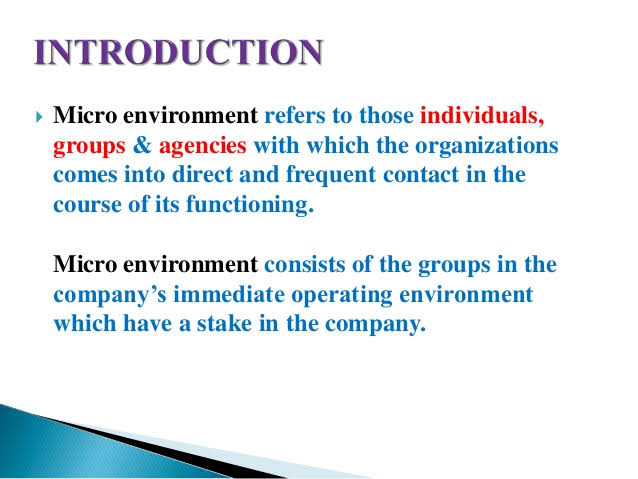 INTRODUCTION
Micro environment refers to those individuals,
groups & agencies with which the organizations
comes into direct and frequent contact in the
course of its functioning.
Micro environment consists of the groups in the
company’s immediate operating environment
which have a stake in the company.